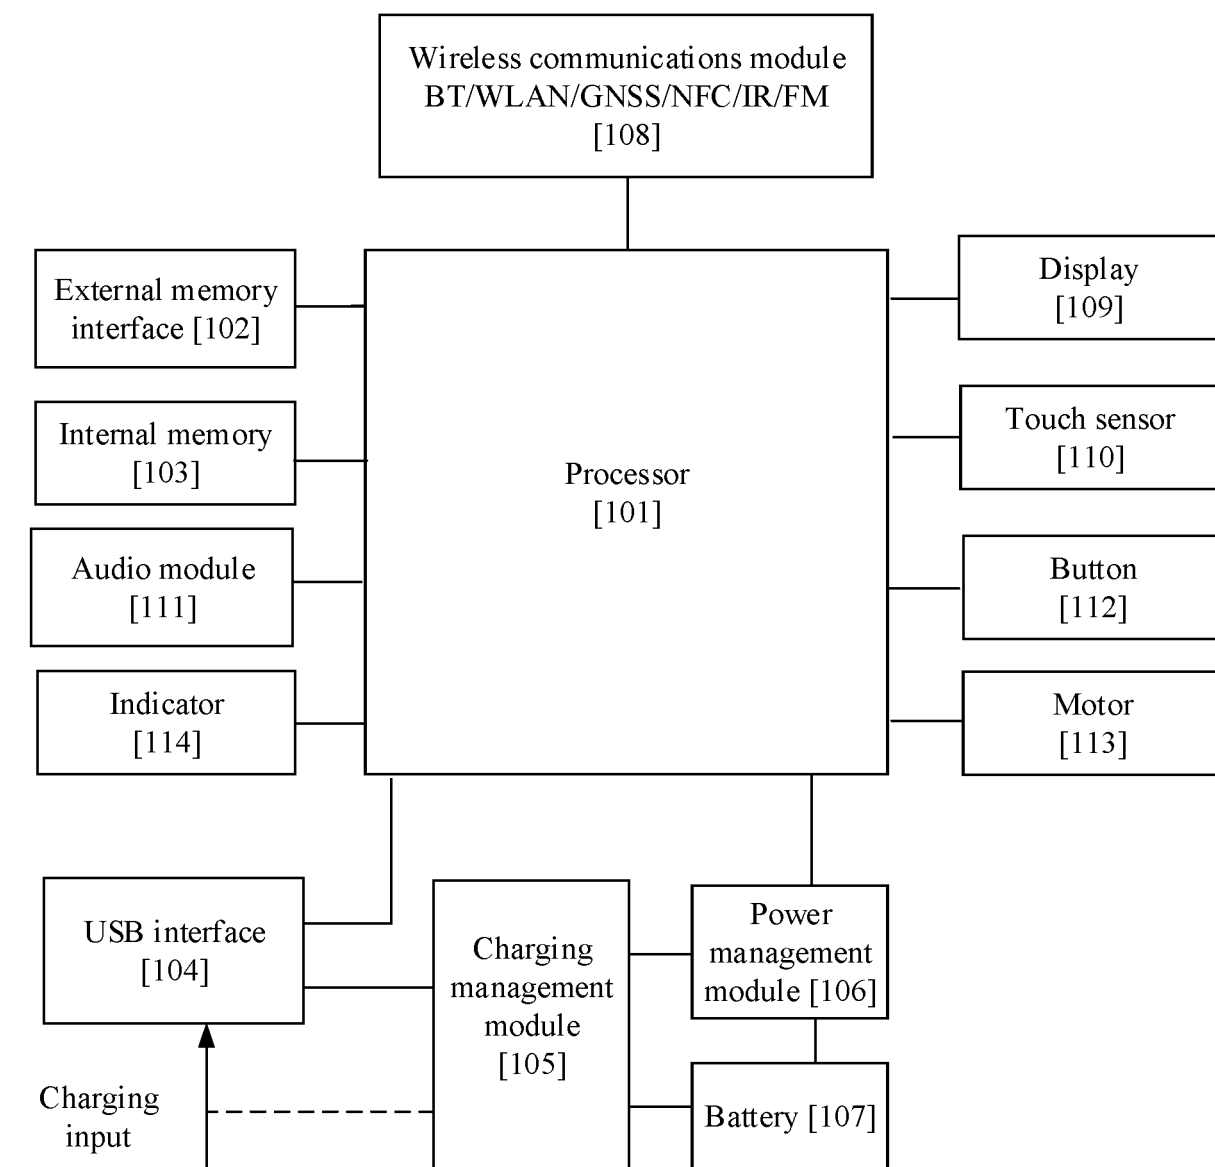 Wireless communications module
BT/WLAN/GNSS/NFC/IR/FM
[108]
External memory
interface [102]
Display
[109]
Internal memory
[103]
Touch sensor
[110]
Processor
[101]
Audio module
[111]
Button
[112]
Indicator
[114]
Motor
[113]
USB interface
[104]
Charging
management
module
[105]
Power
management
module [106]
Charging
input
Battery [107]